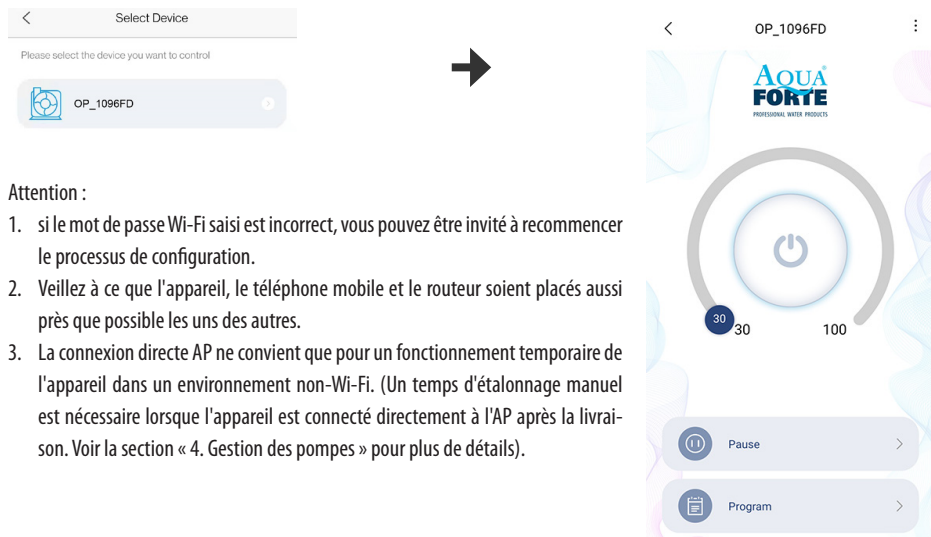 Select Device
Please select the device you want to control
OP_1096FD
Attention :
1. si le mot de passe Wi-Fi saisi est incorrect, vous pouvez être invité à recommencer
le processus de configuration.
2. Veillez à ce que l'appareil, le téléphone mobile et le routeur soient placés aussi
près que possible les uns des autres.
3. La connexion directe AP ne convient que pour un fonctionnement temporaire de
l'appareil dans un environnement non-Wi-Fi. (Un temps d'étalonnage manuel
est nécessaire lorsque l'appareil est connecté directement à l'AP après la livrai-
son. Voir la section « 4. Gestion des pompes » pour plus de détails).
OP_1096FD
AQUA
FORTE
PROFESSIONAL WATER PRODUCTS
30
30 100
Pause
Program